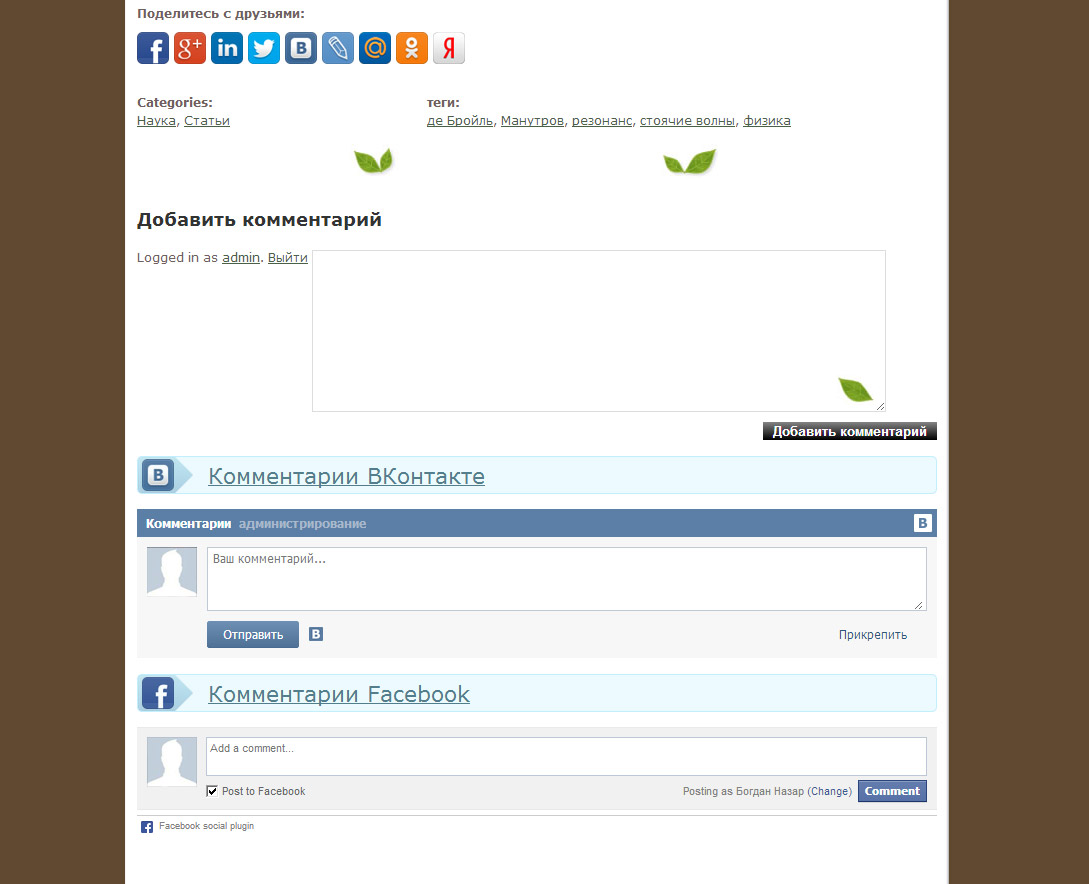 Поделитесь с друзьями:
f g+ in B @ Я
Categories: теги:
Наука, Статьи де Бройль, Манутров, резонанс, стоячие волны, физика
Добавить комментарий
Logged in as admin. Выйти
Добавить комментарий
B Комментарии ВКонтакте
Комментарии администрирование B
Ваш комментарий...
Отправить B Прикрепить
f Комментарии Facebook
Add a comment...
Post to Facebook Posting as Богдан Назар (Change) Comment
f Facebook social plugin